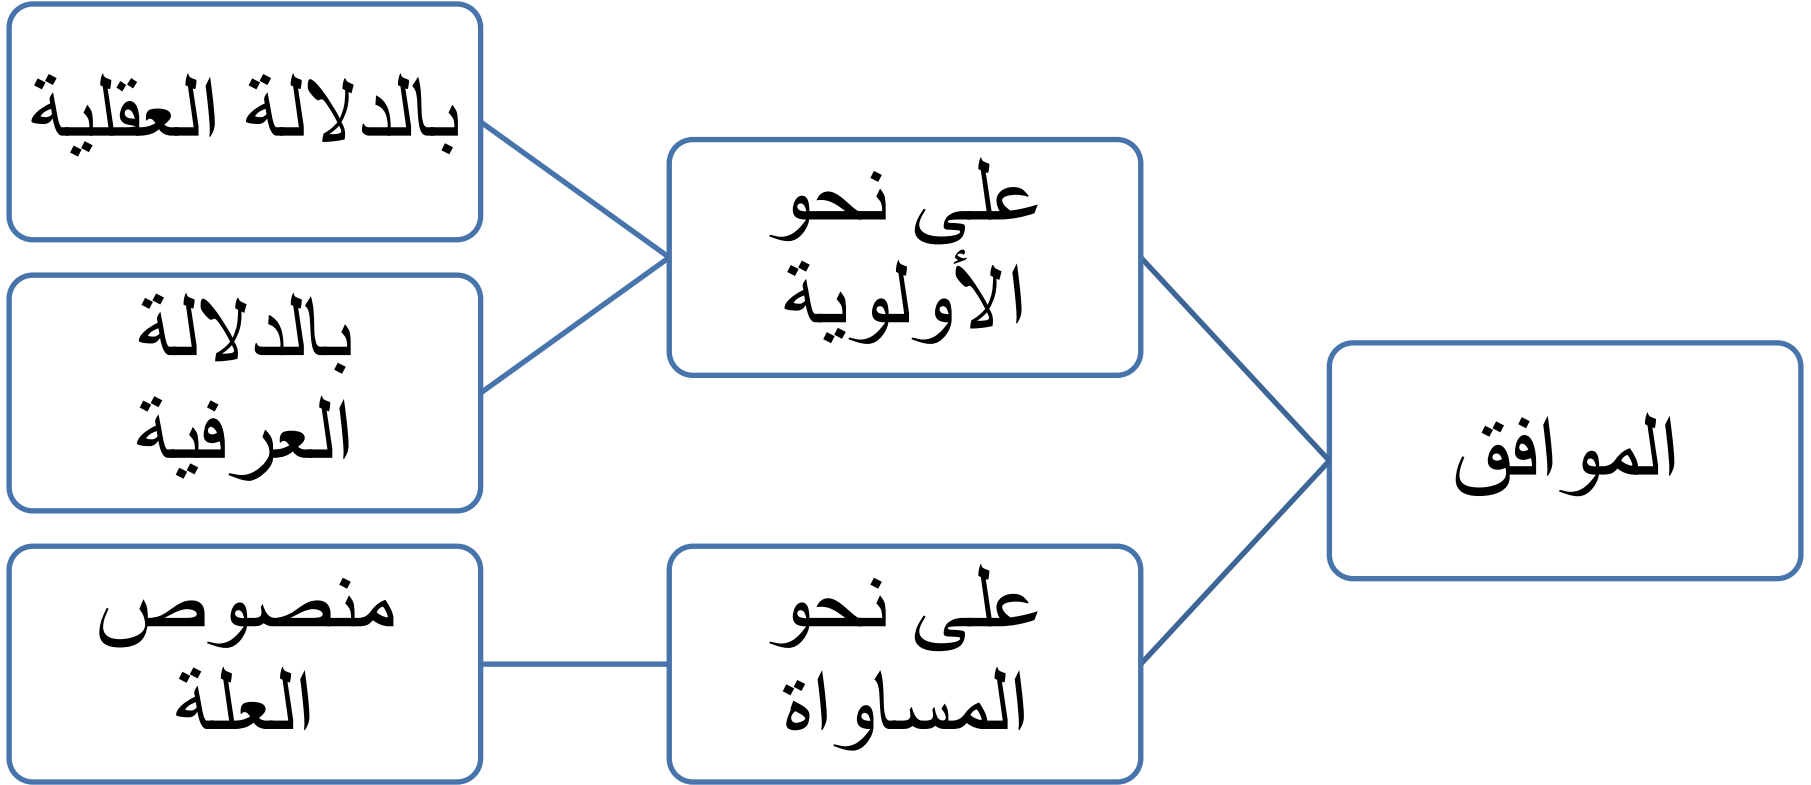 الموافق
على نحو
الأولوية
بالدلالة العقلية
بالدلالة
العرفية
على نحو
المساواة
منصوص
العلة